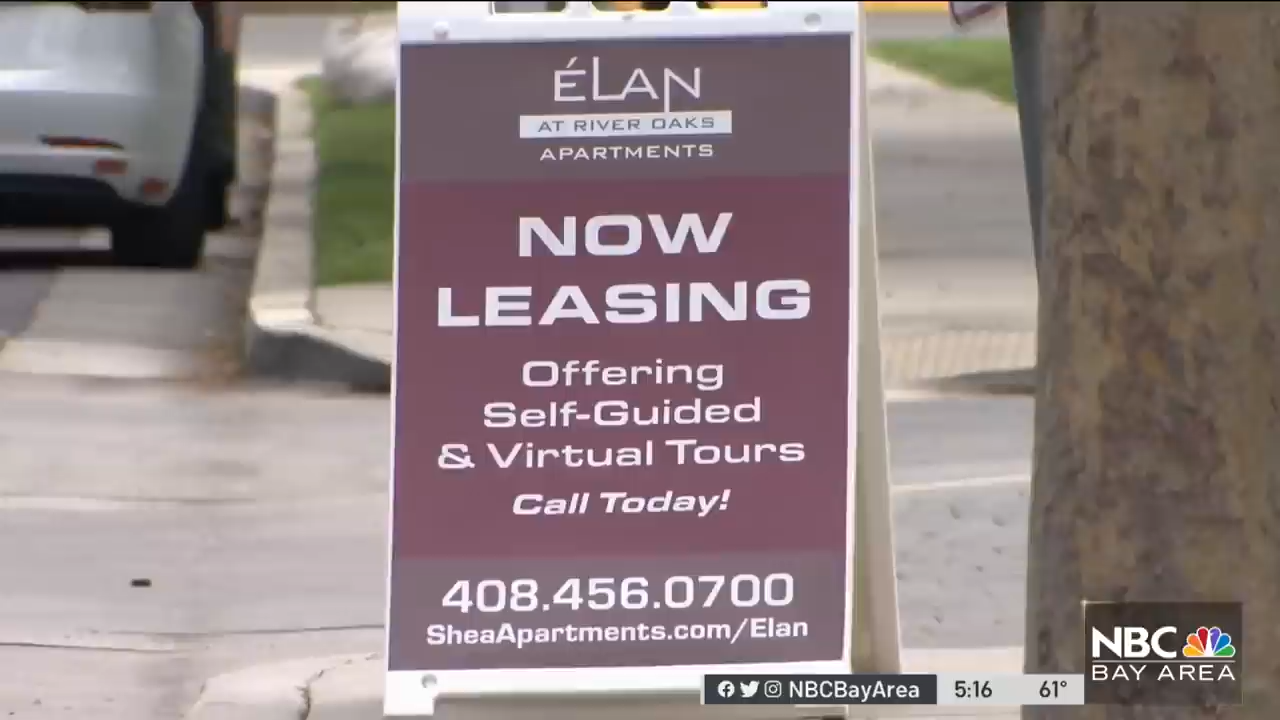 ÉLAN
AT RIVER OAKS
APARTMENTS
NOW
LEASING
Offering
Self-Guided
& Virtual Tours
Call Today!
408.456.0700
SheaApartments.com/Elan
NBC
BAY AREA
NBCBayArea 5:16 61°